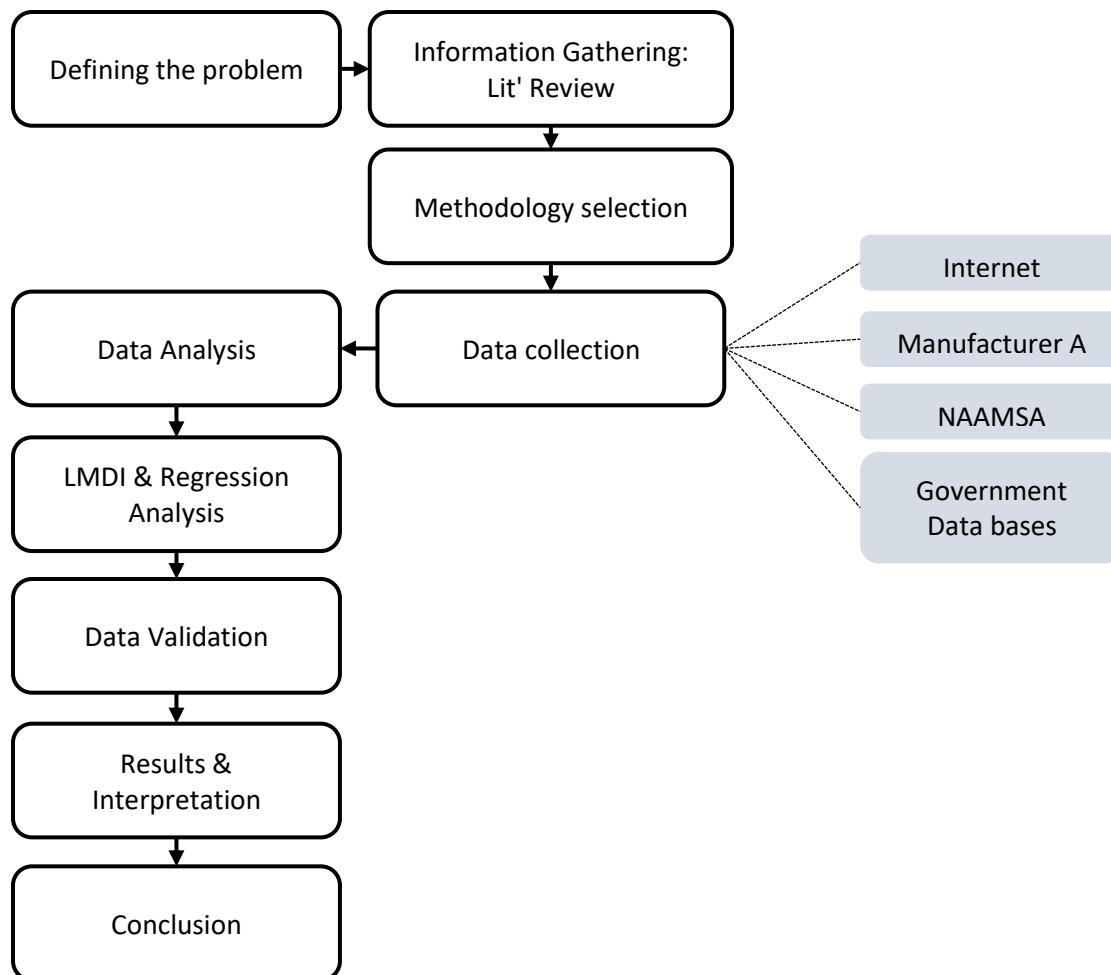 Defining the problem
Information Gathering:
Lit' Review
Methodology selection
Internet
Manufacturer A
Data Analysis
Data collection
NAAMSA
Government
Data bases
LMDI & Regression
Analysis
Data Validation
Results &
Interpretation
Conclusion